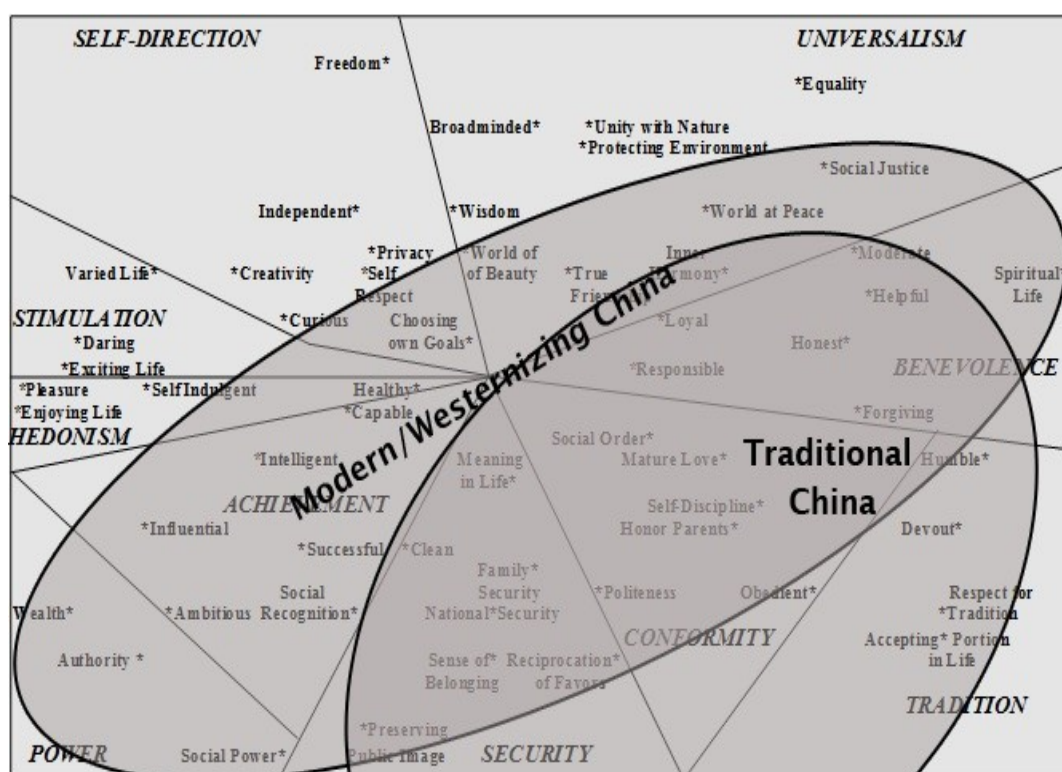 SELF-DIRECTION
UNIVERSALISM
Freedom*
*Equality
Broadminded*
*Unity with Nature
*Protecting Environment
*Social Justice
Independent*
*Wisdom
*World at Peace
*Privacy
*World of
of Beauty
Inner
Harmony*
*Moderate
Varied Life*
*Creativity
*Self
Respect
*True
Friendship
Spiritual*
Life
*Helpful
STIMULATION
*Curious
Choosing
own Goals*
*Loyal
*Daring
Honest*
*Exciting Life
*Responsible
BENEVOLENCE
*Pleasure
*Self Indulgent
Healthy*
*Enjoying Life
*Capable
*Forgiving
HEDONISM
Modern/Westernizing China
Social Order*
Traditional
China
*Intelligent
Meaning
in Life*
Mature Love*
Humble*
ACHIEVEMENT
Self-Discipline*
*Influential
Honor Parents*
Devout*
*Successful
*Clean
Family*
Security
Social
Recognition*
*Politeness
Obedient*
Respect for
*Tradition
Wealth*
*Ambitious
National*Security
CONFORMITY
Accepting* Portion
in Life
Authority *
Sense of*
Belonging
Reciprocation*
of Favors
TRADITION
*Preserving
Public Image
POWER
Social Power*
SECURITY